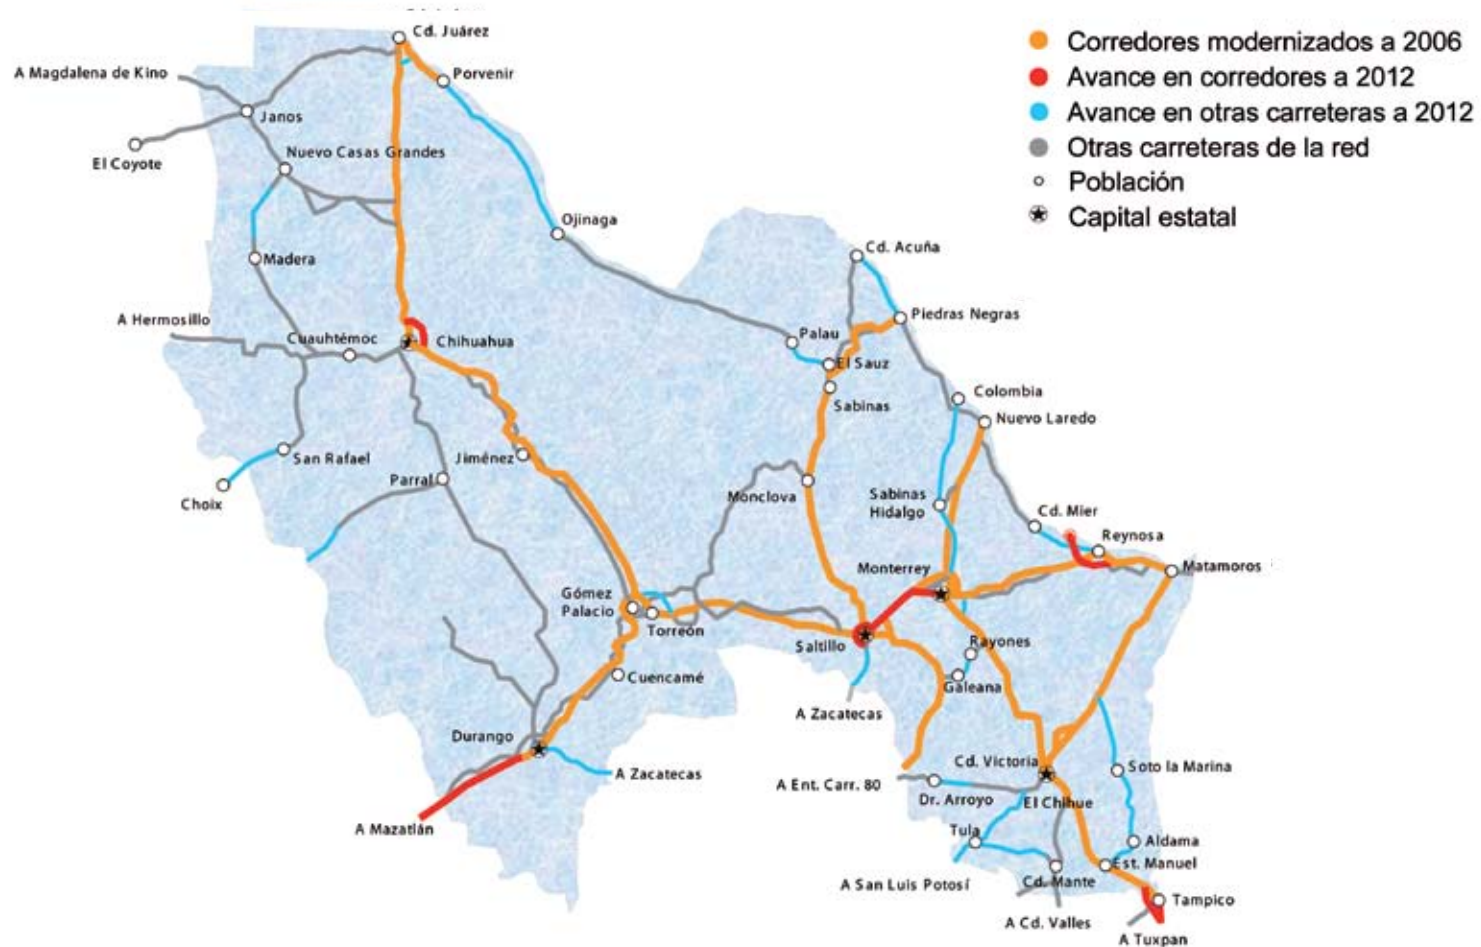 Cd. Juárez
Corredores modernizados a 2006
A Magdalena de Kino
Porvenir
Avance en corredores a 2012
Janos
Avance en otras carreteras a 2012
El Coyote
Nuevo Casas Grandes
Otras carreteras de la red
Población
Capital estatal
Ojinaga
Cd. Acuña
Madera
A Hermosillo
Piedras Negras
Cuauhtémoc
Chihuahua
Palau
El Sauz
Colombia
Sabinas
Nuevo Laredo
San Rafael
Jiménez
Parral
Choix
Monclova
Sabinas
Hidalgo
Cd. Mier
Reynosa
Monterrey
Matamoros
Gómez
Palacio
Torreón
Saltillo
Rayones
Cuencamé
Galeana
A Zacatecas
Durango
Cd. Victoria
Soto la Marina
A Zacatecas
A Ent. Carr. 80
Dr. Arroyo
El Chihue
A Mazatlán
Tula
Aldama
Est. Manuel
A San Luis Potosí
Cd. Mante
Tampico
A Cd. Valles
A Tuxpan